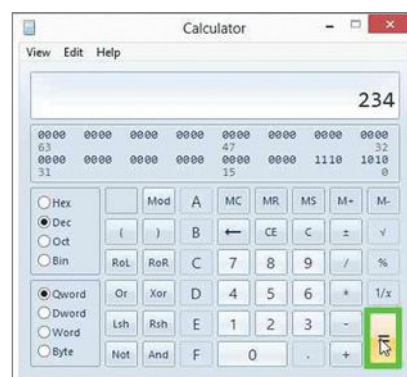 Calculator
View Edit Help
234
0000 0000 0000 0000 0000 0000 0000 0000
63 47 32
0000 0000 0000 0000 0000 0000 1110 1010
31 15 0
Hex Mod A MC MR MS M+ M-
Dec ( ) B ← CE C ± √
Oct
Bin RoL RoR C 7 8 9 / %
Qword Or Xor D 4 5 6 * 1/x
Dword Lsh Rsh E 1 2 3 - =
Word
Byte Not And F 0 . +